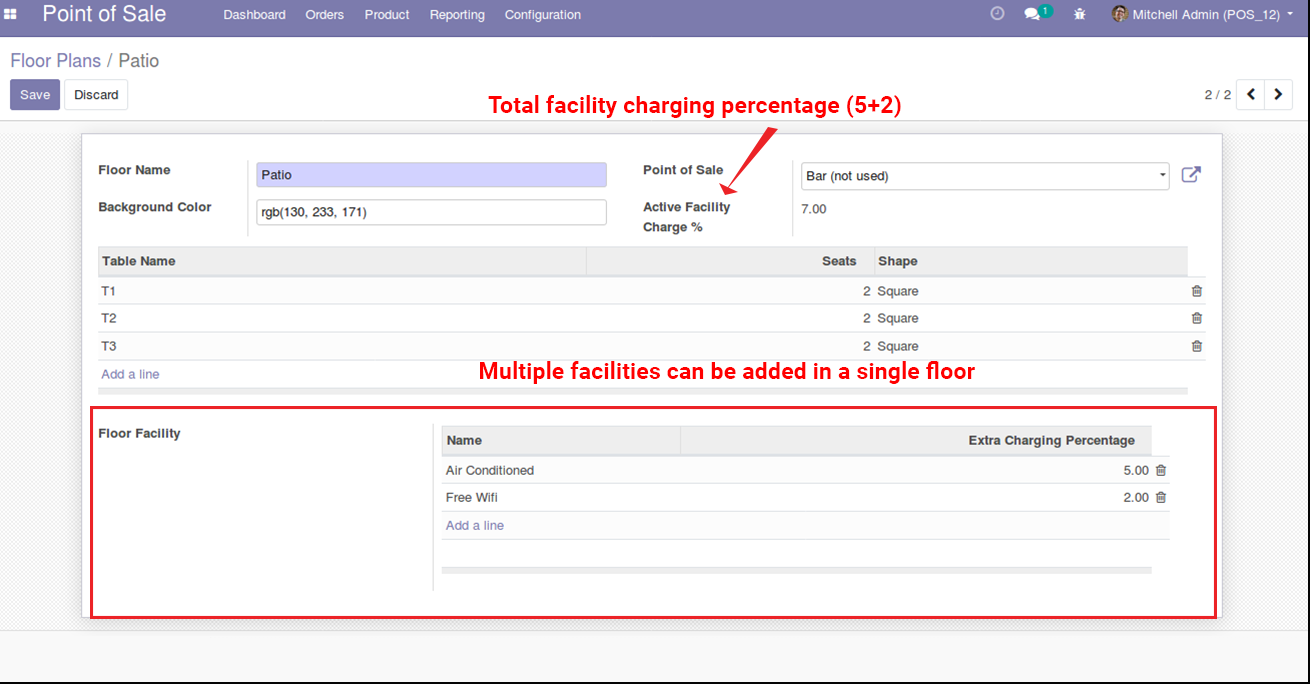 Point of Sale Dashboard Orders Product Reporting Configuration 1 Mitchell Admin (POS_12)
Floor Plans / Patio
Save Discard 2 / 2
Total facility charging percentage (5+2)
Floor Name Patio Point of Sale Bar (not used)
Background Color rgb(130, 233, 171) Active Facility 7.00
Charge %
Table Name Seats Shape
T1 2 Square
T2 2 Square
T3 2 Square
Add a line
Multiple facilities can be added in a single floor
Floor Facility
Name Extra Charging Percentage
Air Conditioned 5.00
Free Wifi 2.00
Add a line